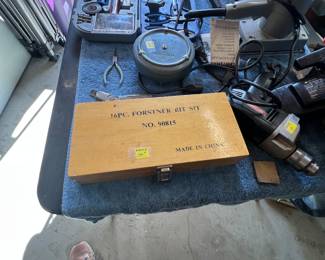 16PC. FORSTNER BIT SET
NO. 90815
MADE IN CHINA